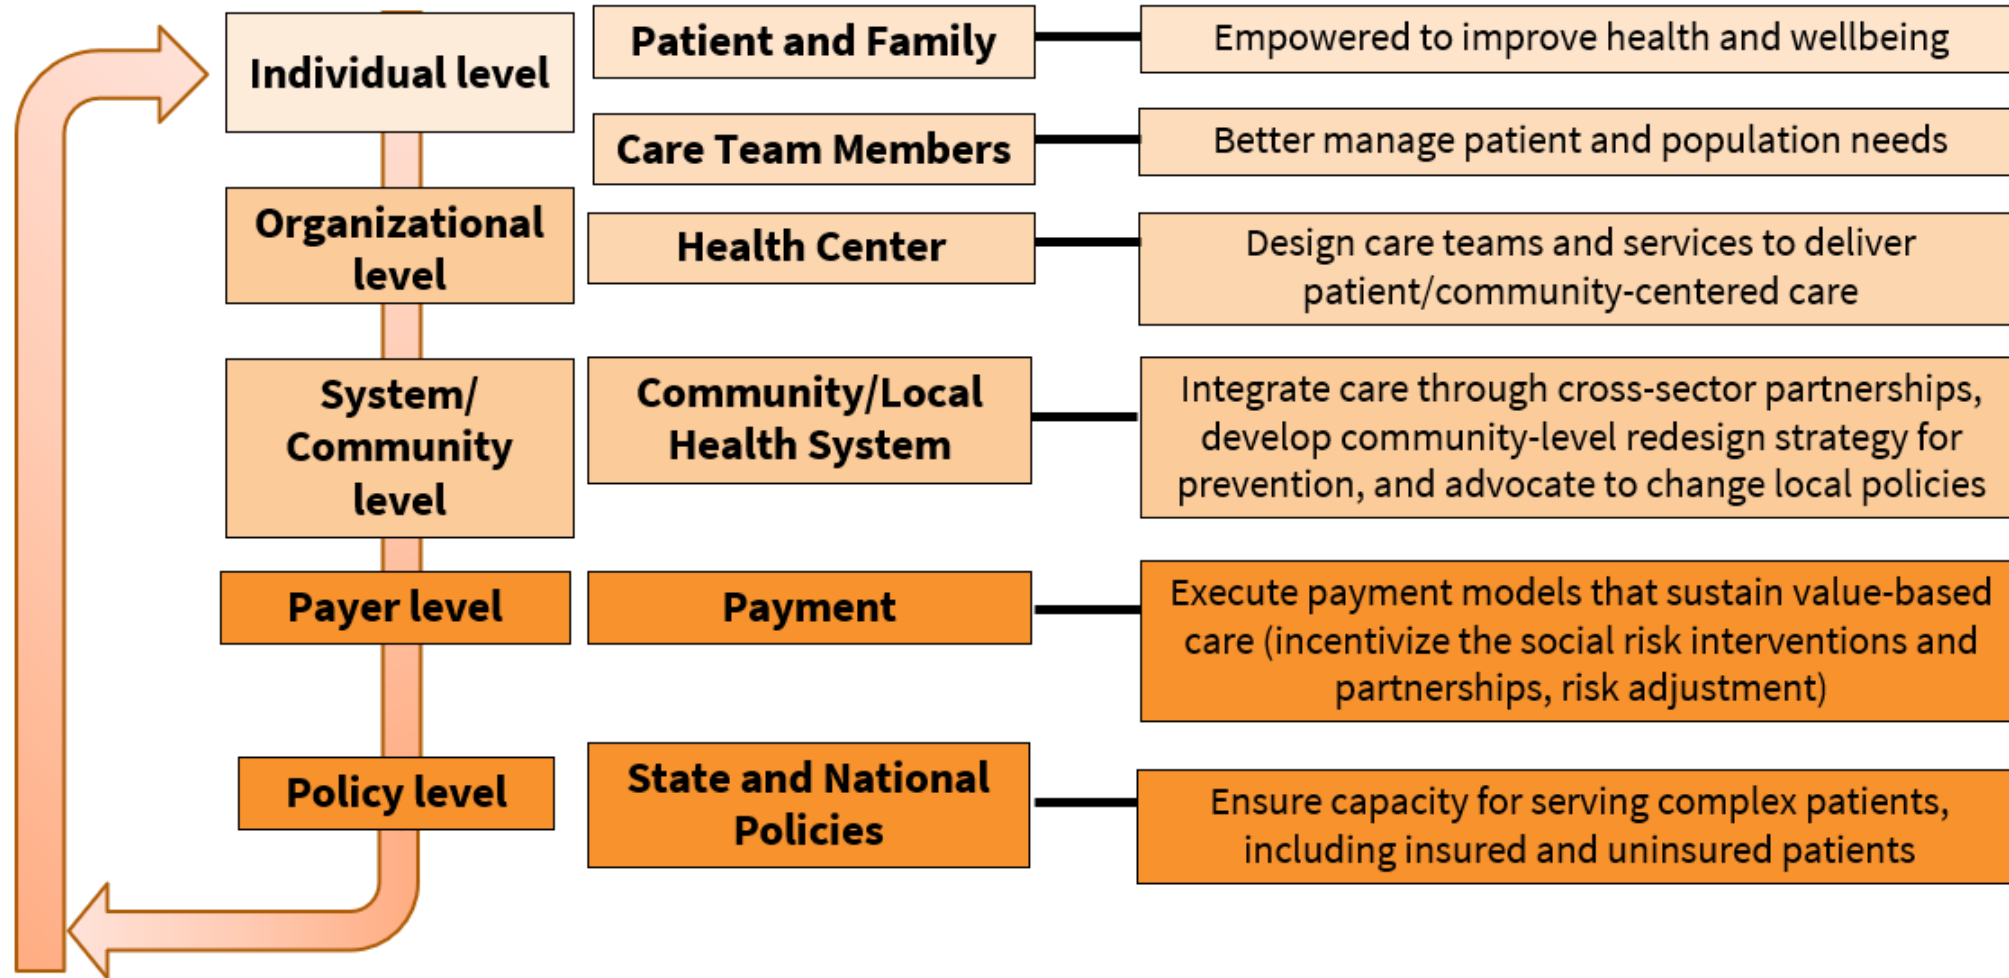 Individual level
Patient and Family
Empowered to improve health and wellbeing
Care Team Members
Better manage patient and population needs
Organizational
level
Health Center
Design care teams and services to deliver
patient/community-centered care
System/
Community
level
Community/Local
Health System
Integrate care through cross-sector partnerships,
develop community-level redesign strategy for
prevention, and advocate to change local policies
Payer level
Payment
Execute payment models that sustain value-based
care (incentivize the social risk interventions and
partnerships, risk adjustment)
Policy level
State and National
Policies
Ensure capacity for serving complex patients,
including insured and uninsured patients